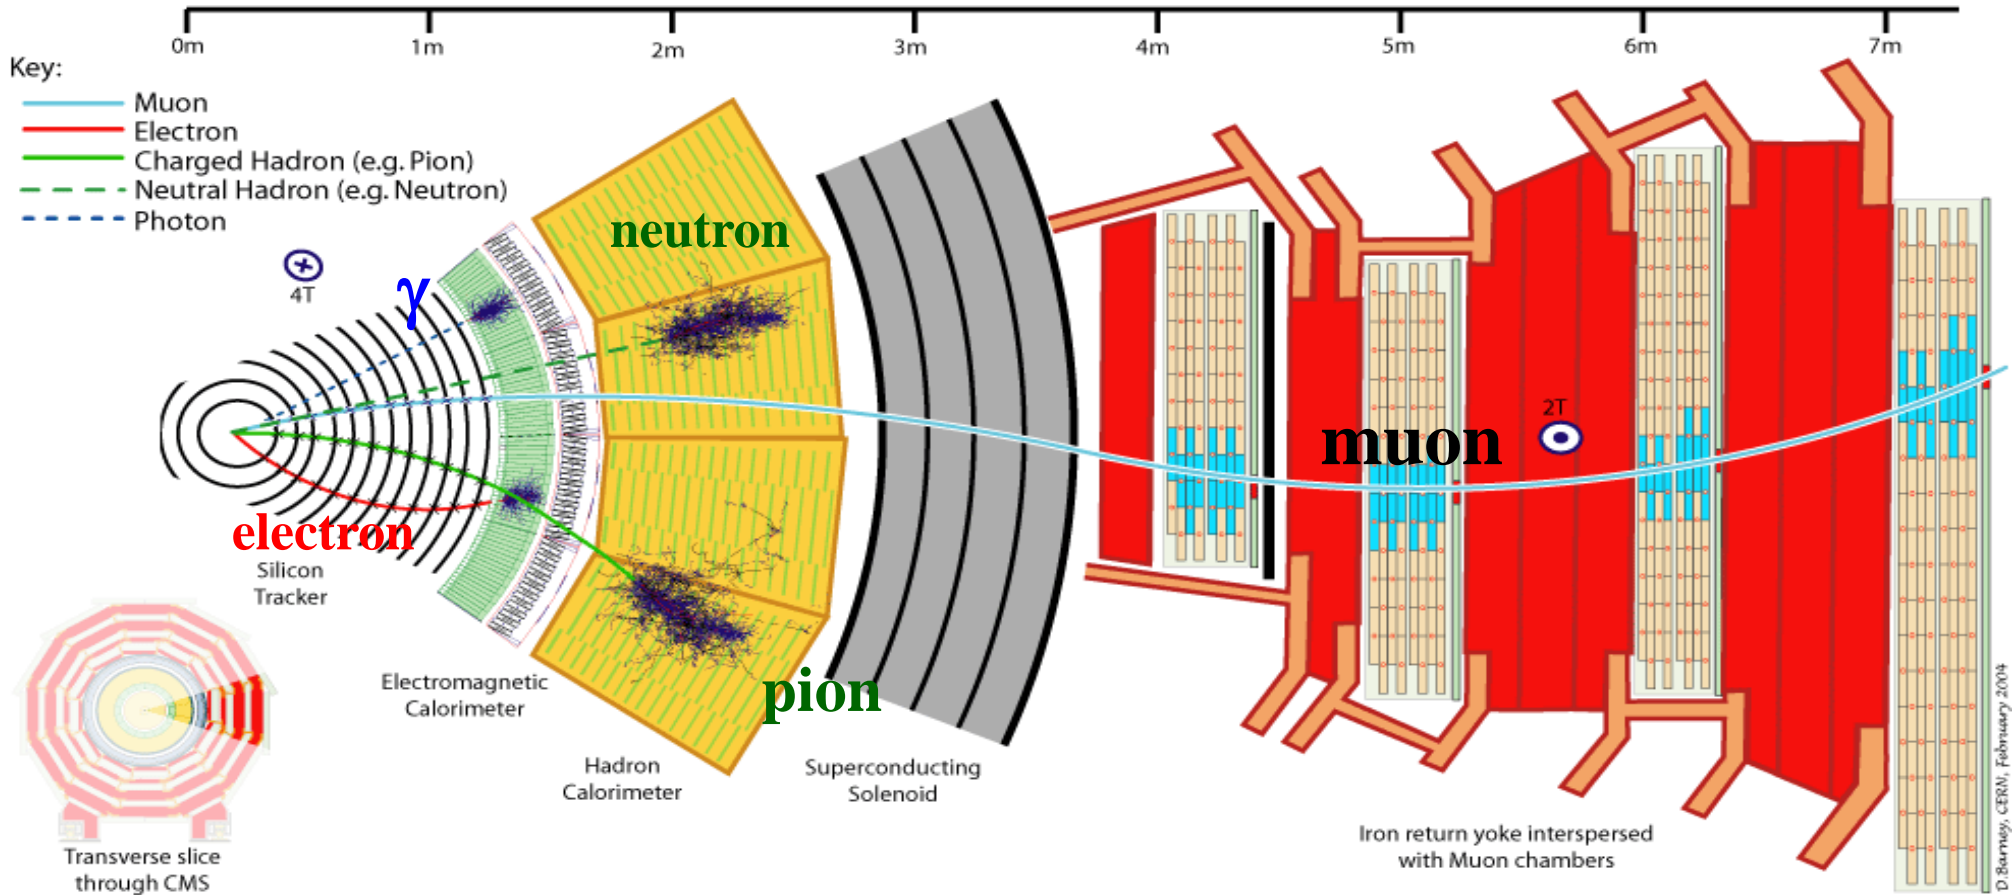 0m 1m 2m 3m 4m 5m 6m 7m
Key:
Muon
Electron
Charged Hadron (e.g. Pion)
Neutral Hadron (e.g. Neutron)
Photon
4T
γ
neutron
electron
pion
muon
2T
Silicon
Tracker
Electromagnetic
Calorimeter
Hadron
Calorimeter
Superconducting
Solenoid
Iron return yoke interspersed
with Muon chambers
Transverse slice
through CMS
D.Barney, CERN, February 2004